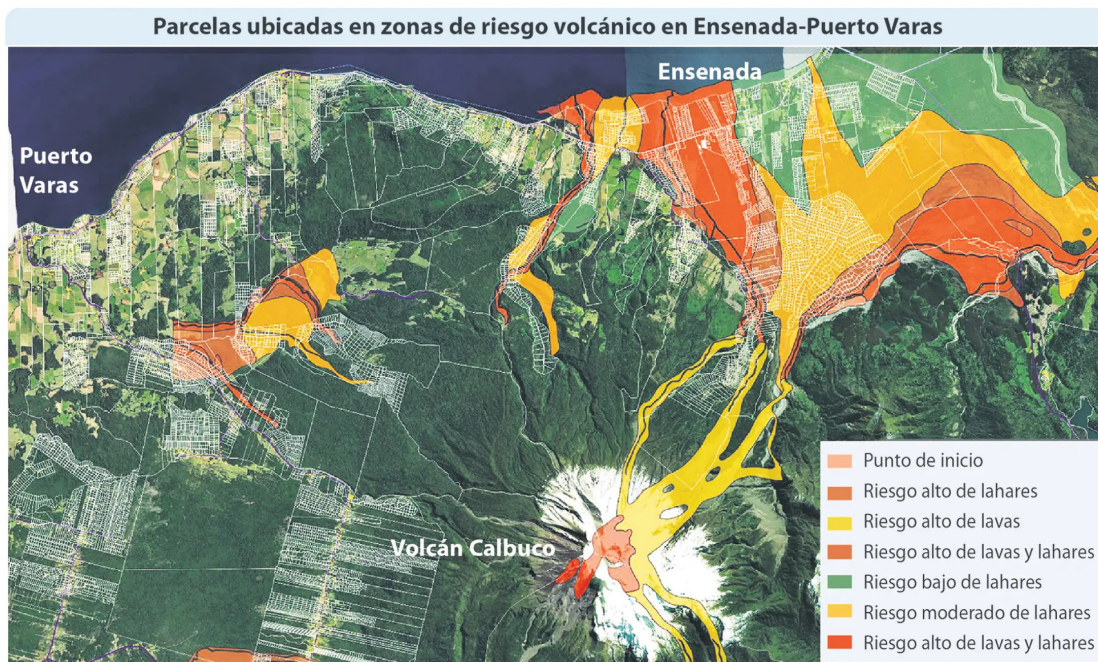 Parcelas ubicadas en zonas de riesgo volcánico en Ensenada-Puerto Varas
Ensenada
Puerto
Varas
Volcán Calbuco
Punto de inicio
Riesgo alto de lahares
Riesgo alto de lavas
Riesgo alto de lavas y lahares
Riesgo bajo de lahares
Riesgo moderado de lahares
Riesgo alto de lavas y lahares